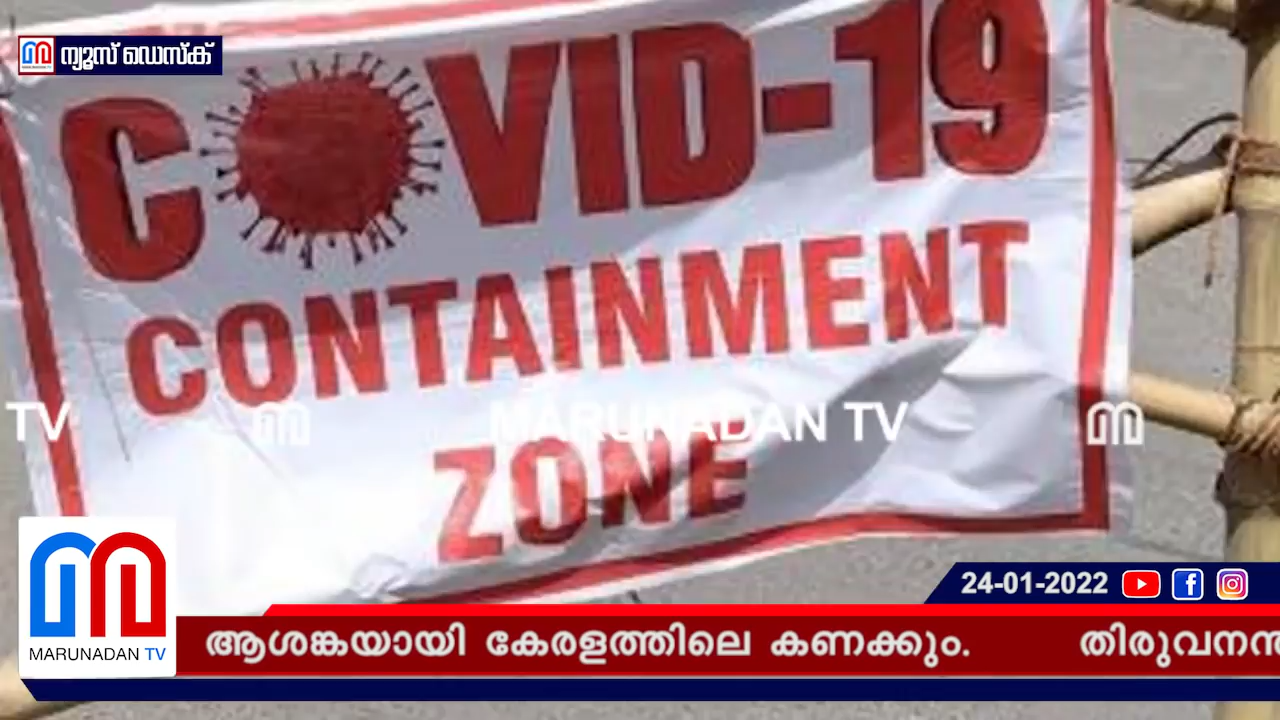 ന്യൂസ് ഡെസ്ക്
COVID-19
CONTAINMENT
ZONE
TV MARUNADAN TV
24-01-2022
MARUNADAN TV
ആശങ്കയായി കേരളത്തിലെ കണക്കും.